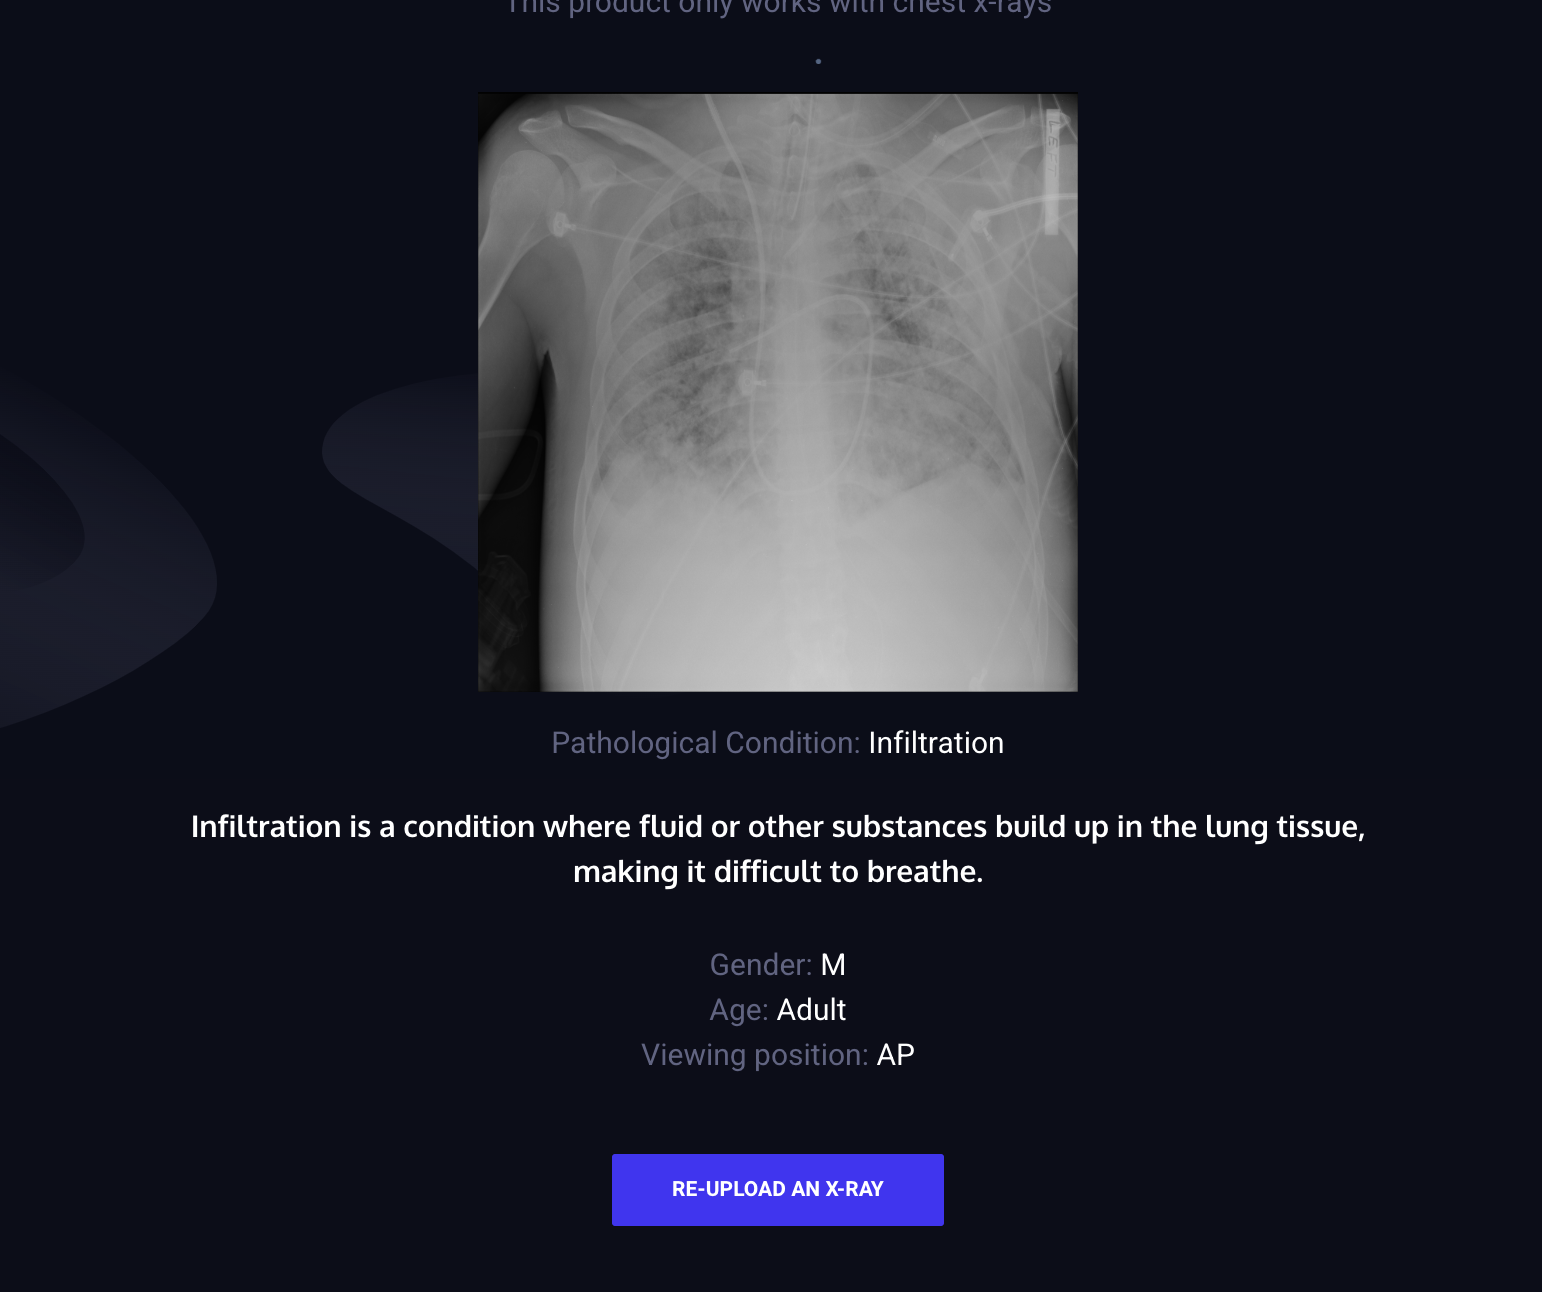 This product only works with chest x-rays
LEFT
Pathological Condition: Infiltration
Infiltration is a condition where fluid or other substances build up in the lung tissue,
making it difficult to breathe.
Gender: M
Age: Adult
Viewing position: AP
RE-UPLOAD AN X-RAY